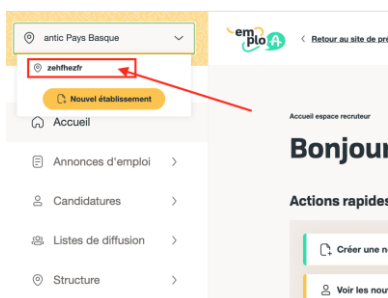 antic Pays Basque
emplo A
Retour au site de pré
zehfhezfr
Nouvel établissement
Accueil
Accueil espace recruteur
Bonjour
Annonces d'emploi
Candidatures
Actions rapides
Listes de diffusion
Créer une n
Structure
Voir les nou